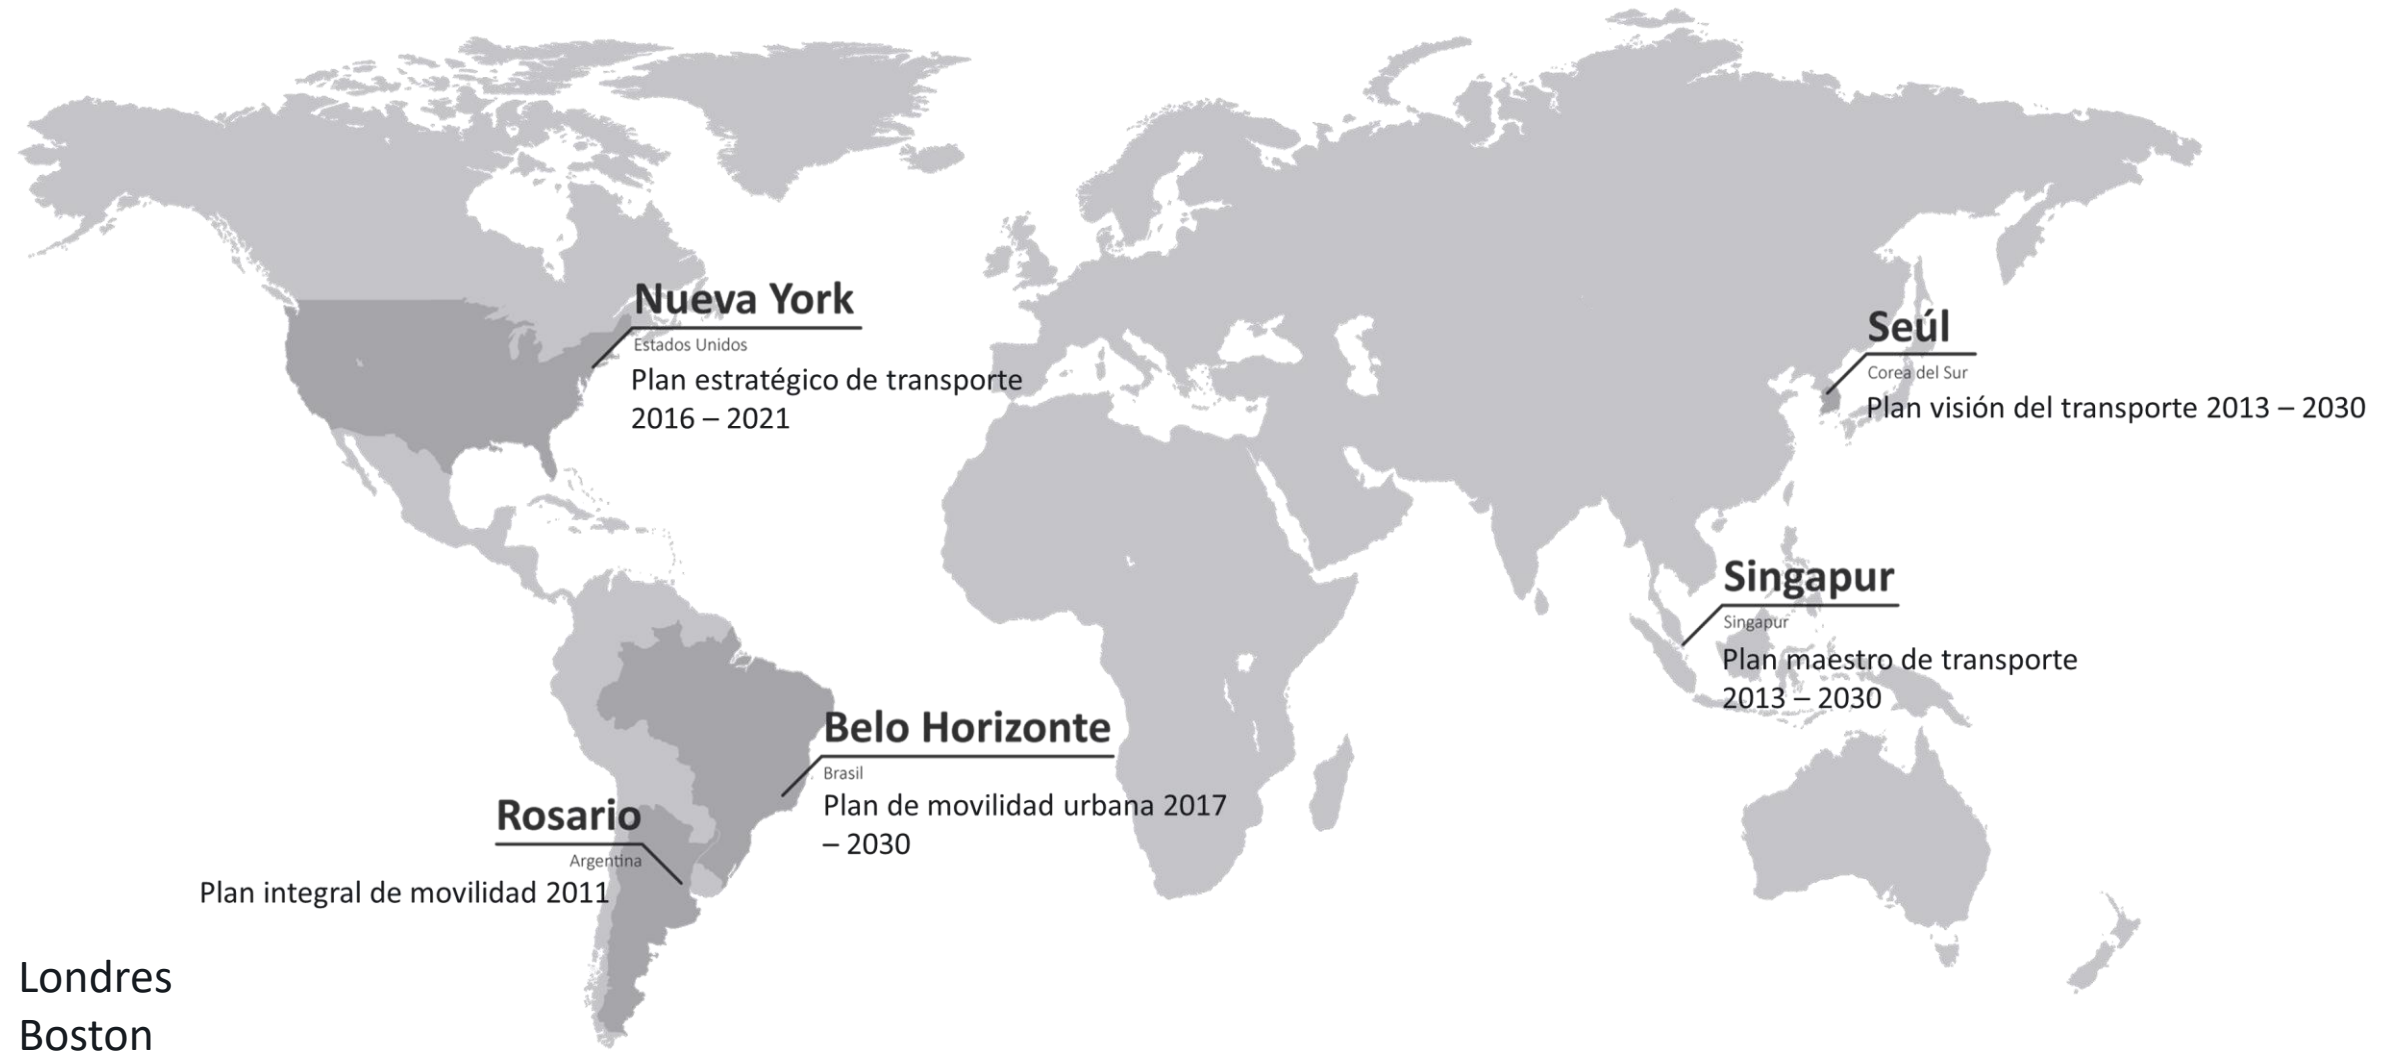 Nueva York
Estados Unidos
Plan estratégico de transporte
2016 – 2021
Seúl
Corea del Sur
Plan visión del transporte 2013 – 2030
Singapur
Singapur
Plan maestro de transporte
2013 – 2030
Belo Horizonte
Brasil
Plan de movilidad urbana 2017
– 2030
Rosario
Argentina
Plan integral de movilidad 2011
Londres
Boston